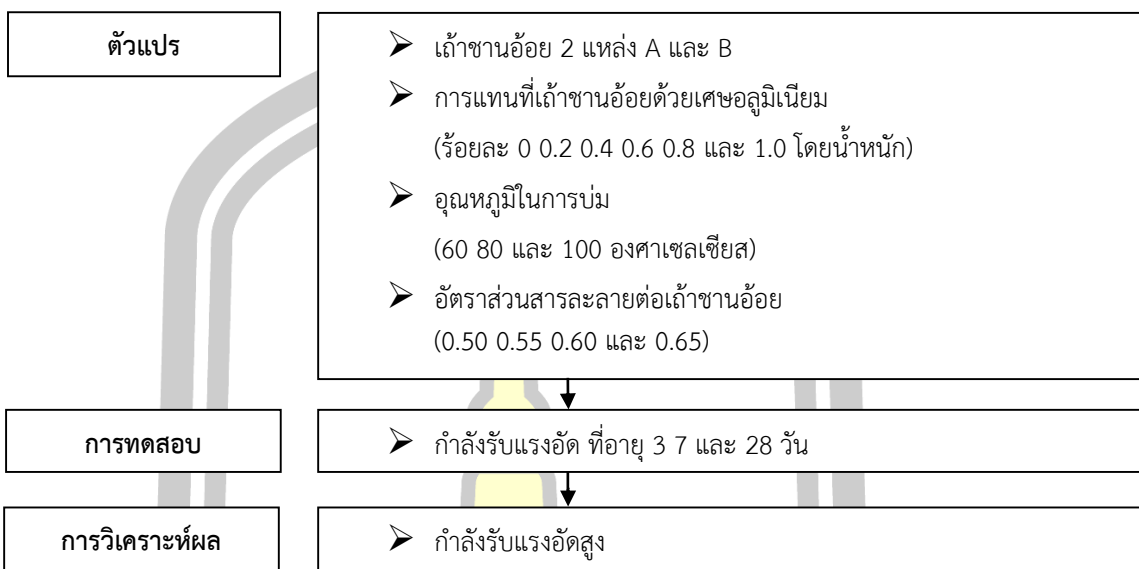 ตัวแปร
➢ เถ้าชานอ้อย 2 แหล่ง A และ B
➢ การแทนที่เถ้าชานอ้อยด้วยเศษอลูมิเนียม
(ร้อยละ 0 0.2 0.4 0.6 0.8 และ 1.0 โดยน้ำหนัก)
➢ อุณหภูมิในการบ่ม
(60 80 และ 100 องศาเซลเซียส)
➢ อัตราส่วนสารละลายต่อเถ้าชานอ้อย
(0.50 0.55 0.60 และ 0.65)
การทดสอบ
➢ กำลังรับแรงอัด ที่อายุ 3 7 และ 28 วัน
การวิเคราะห์ผล
➢ กำลังรับแรงอัดสูง